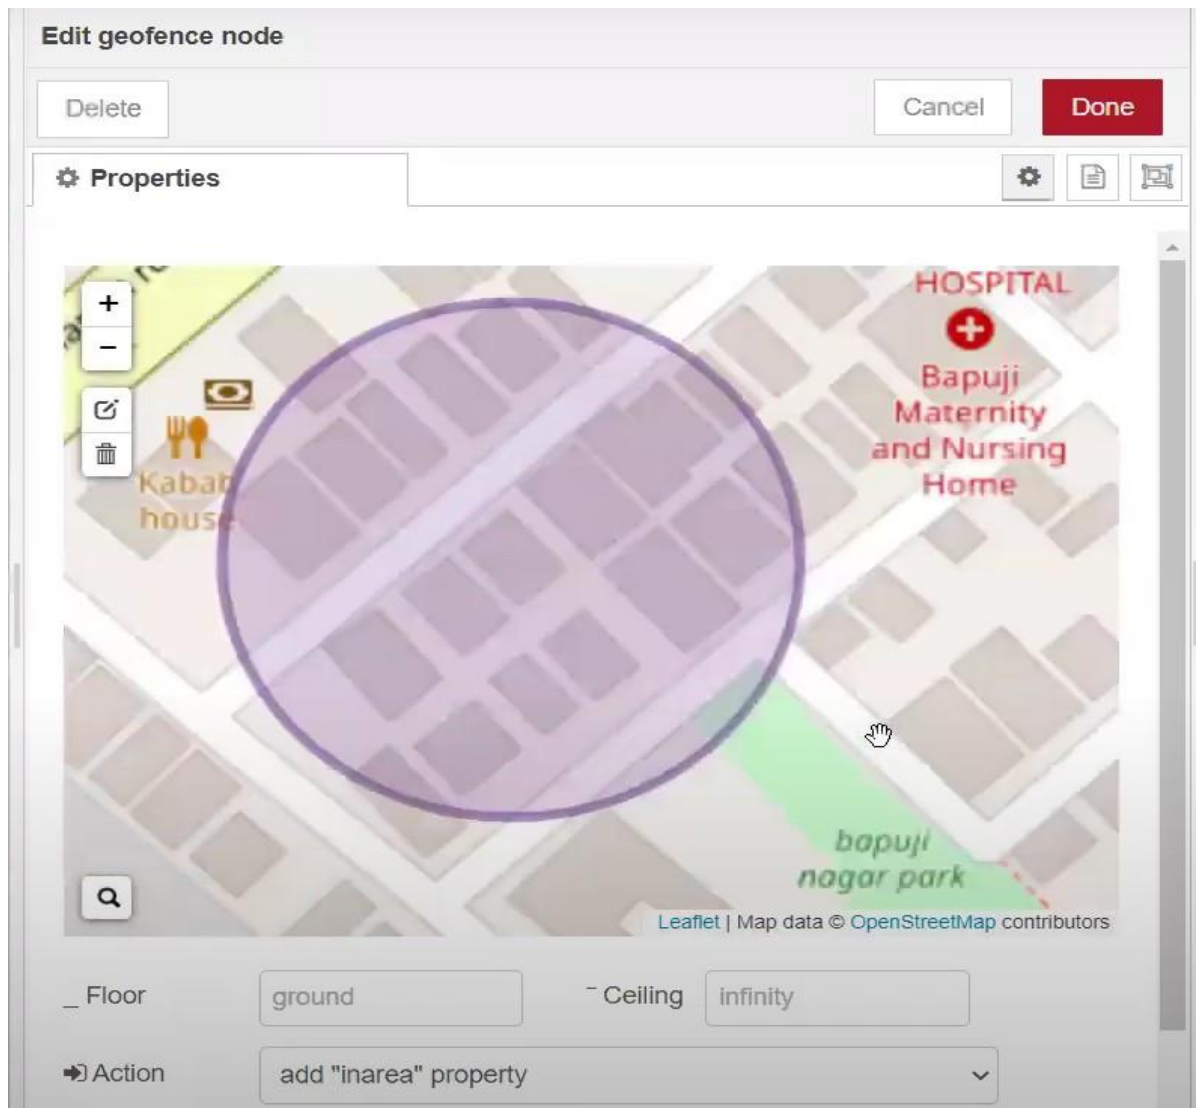 Edit geofence node
Delete
Cancel
Done
Properties
+
−
HOSPITAL
Bapuji
Maternity
and Nursing
Home
Kabab
house
bapuji
nagar park
Leaflet | Map data © OpenStreetMap contributors
Floor
ground
Ceiling
infinity
Action
add "inarea" property